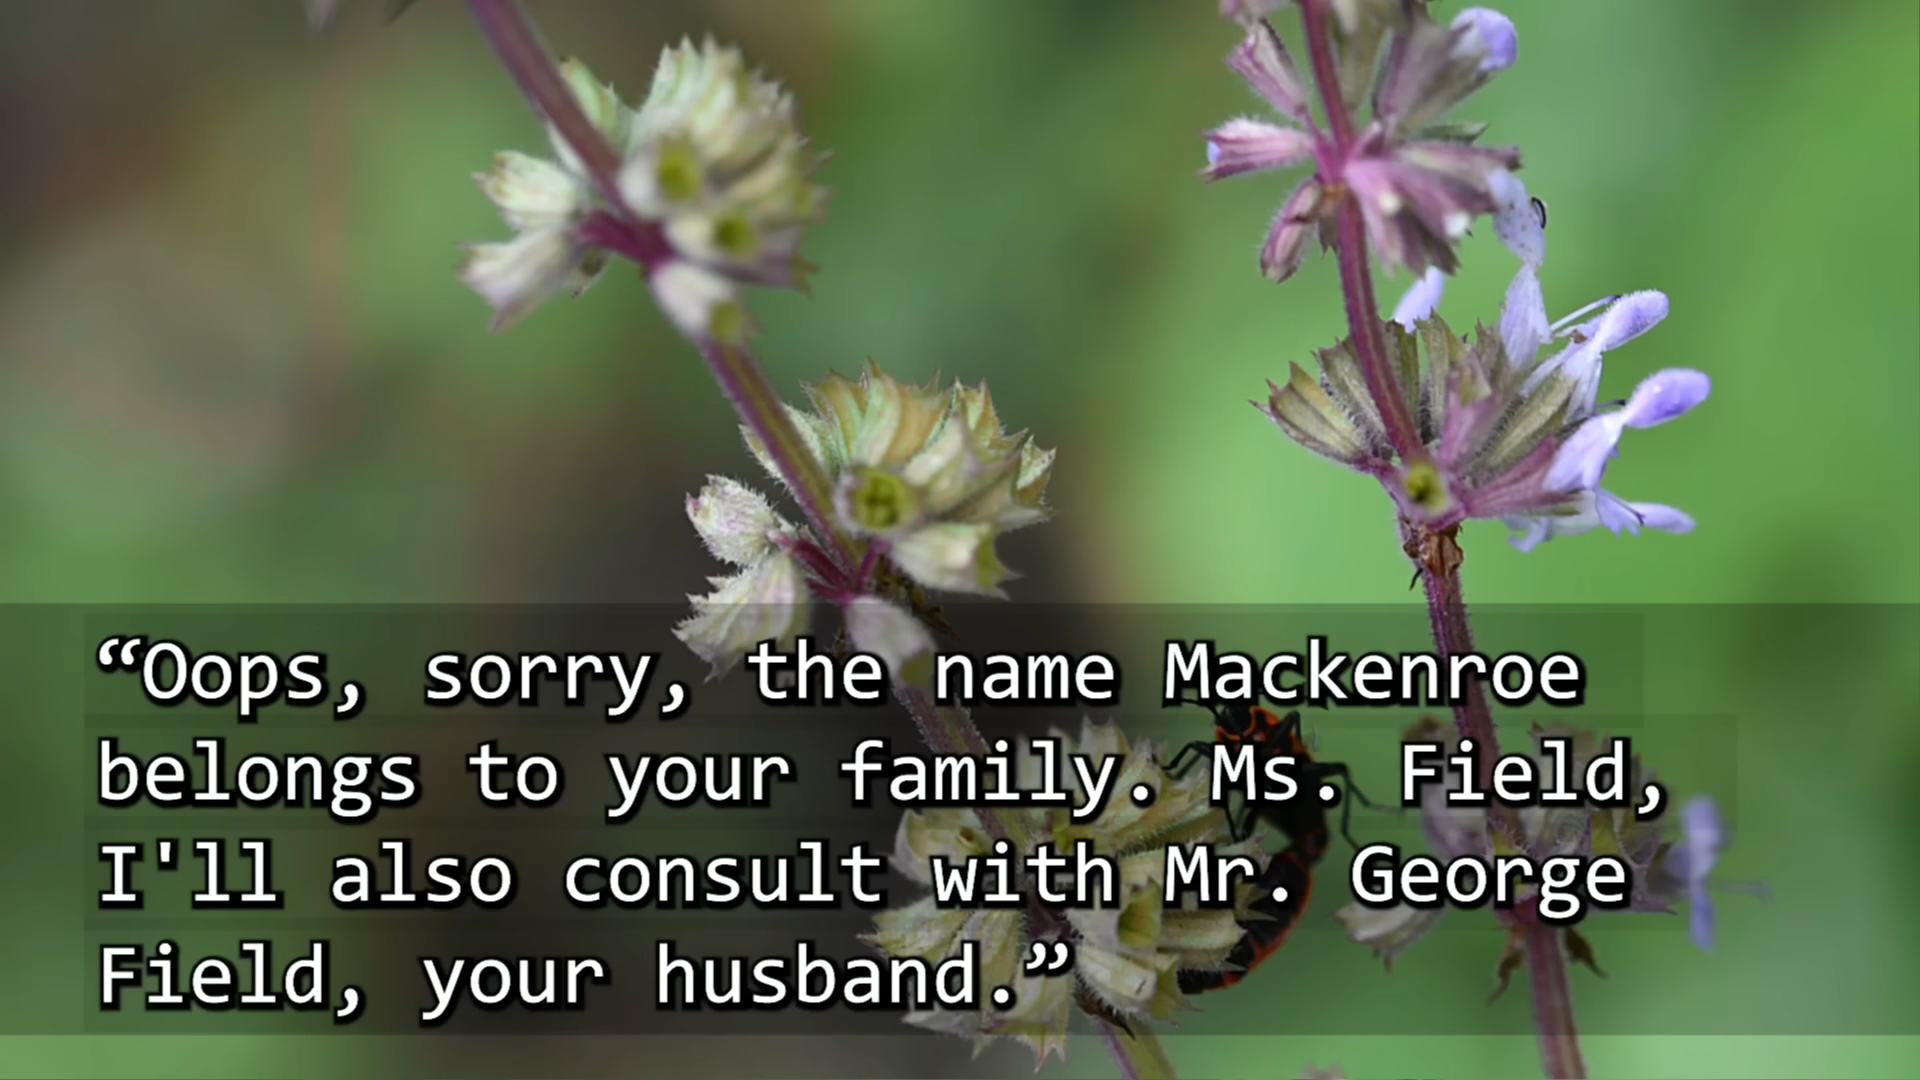 “Oops, sorry, the name Mackenroe
belongs to your family. Ms. Field,
I'll also consult with Mr. George
Field, your husband.”